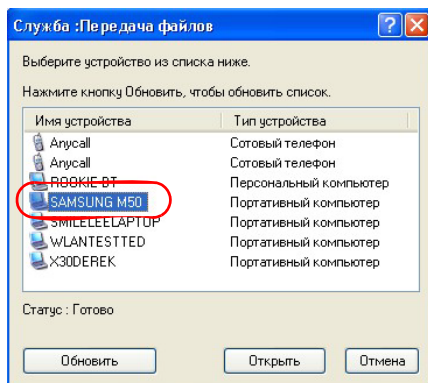 Служба :Передача файлов
Выберите устройство из списка ниже.
Нажмите кнопку Обновить, чтобы обновить список.
Имя устройства Тип устройства
Anycall Сотовый телефон
Anycall Сотовый телефон
ROOKIE-BT Персональный компьютер
SAMSUNG M50 Портативный компьютер
SMILELEELAPTOP Портативный компьютер
WLANTESTTED Портативный компьютер
X30DEREK Портативный компьютер
Статус : Готово
Обновить Открыть Отмена